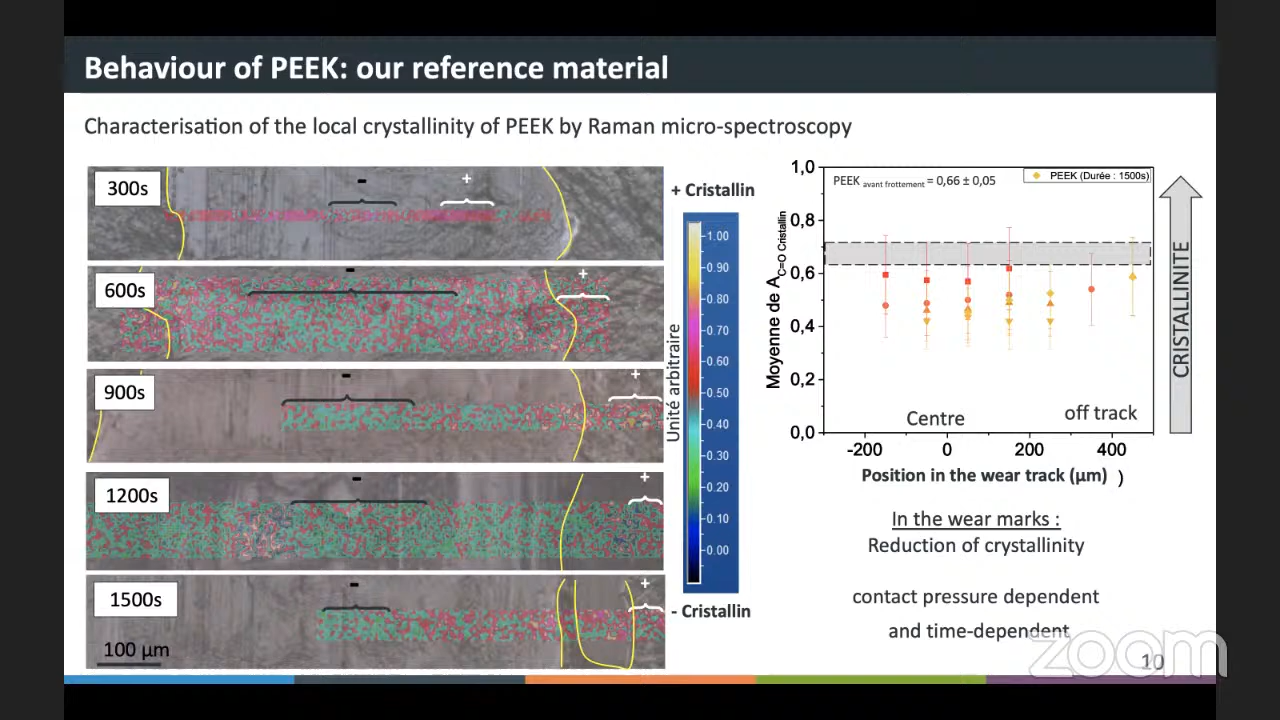 Behaviour of PEEK: our reference material
Characterisation of the local crystallinity of PEEK by Raman micro-spectroscopy
300s
-
+
600s
-
+
900s
-
+
1200s
-
+
1500s
-
+
100 µm
+ Cristallin
1.00
0.90
0.80
0.70
0.60
0.50
0.40
0.30
0.20
0.10
0.00
Unité arbitraire
- Cristallin
1,0
0,8
0,6
0,4
0,2
0,0
Moyenne de A C=O Cristallin
PEEK avant frottement = 0,66 ± 0,05
PEEK (Durée : 1500s)
Centre
off track
-200
0
200
400
Position in the wear track (µm)
)
CRISTALLINITE
In the wear marks :
Reduction of crystallinity
contact pressure dependent
and time-dependent
zoom
10